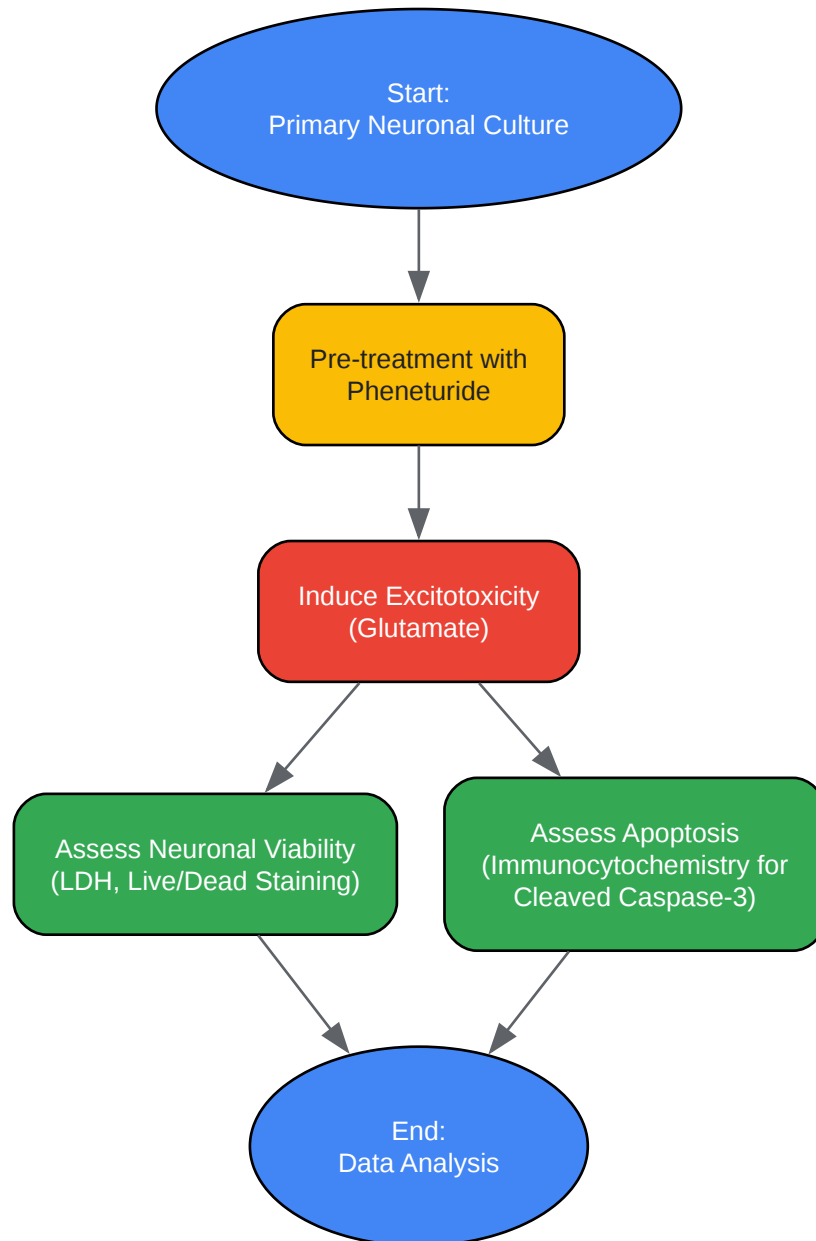 Start:
Primary Neuronal Culture
Pre-treatment with
Pheneturide
Induce Excitotoxicity
(Glutamate)
Assess Neuronal Viability
(LDH, Live/Dead Staining)
Assess Apoptosis
(Immunocytochemistry for
Cleaved Caspase-3)
End:
Data Analysis